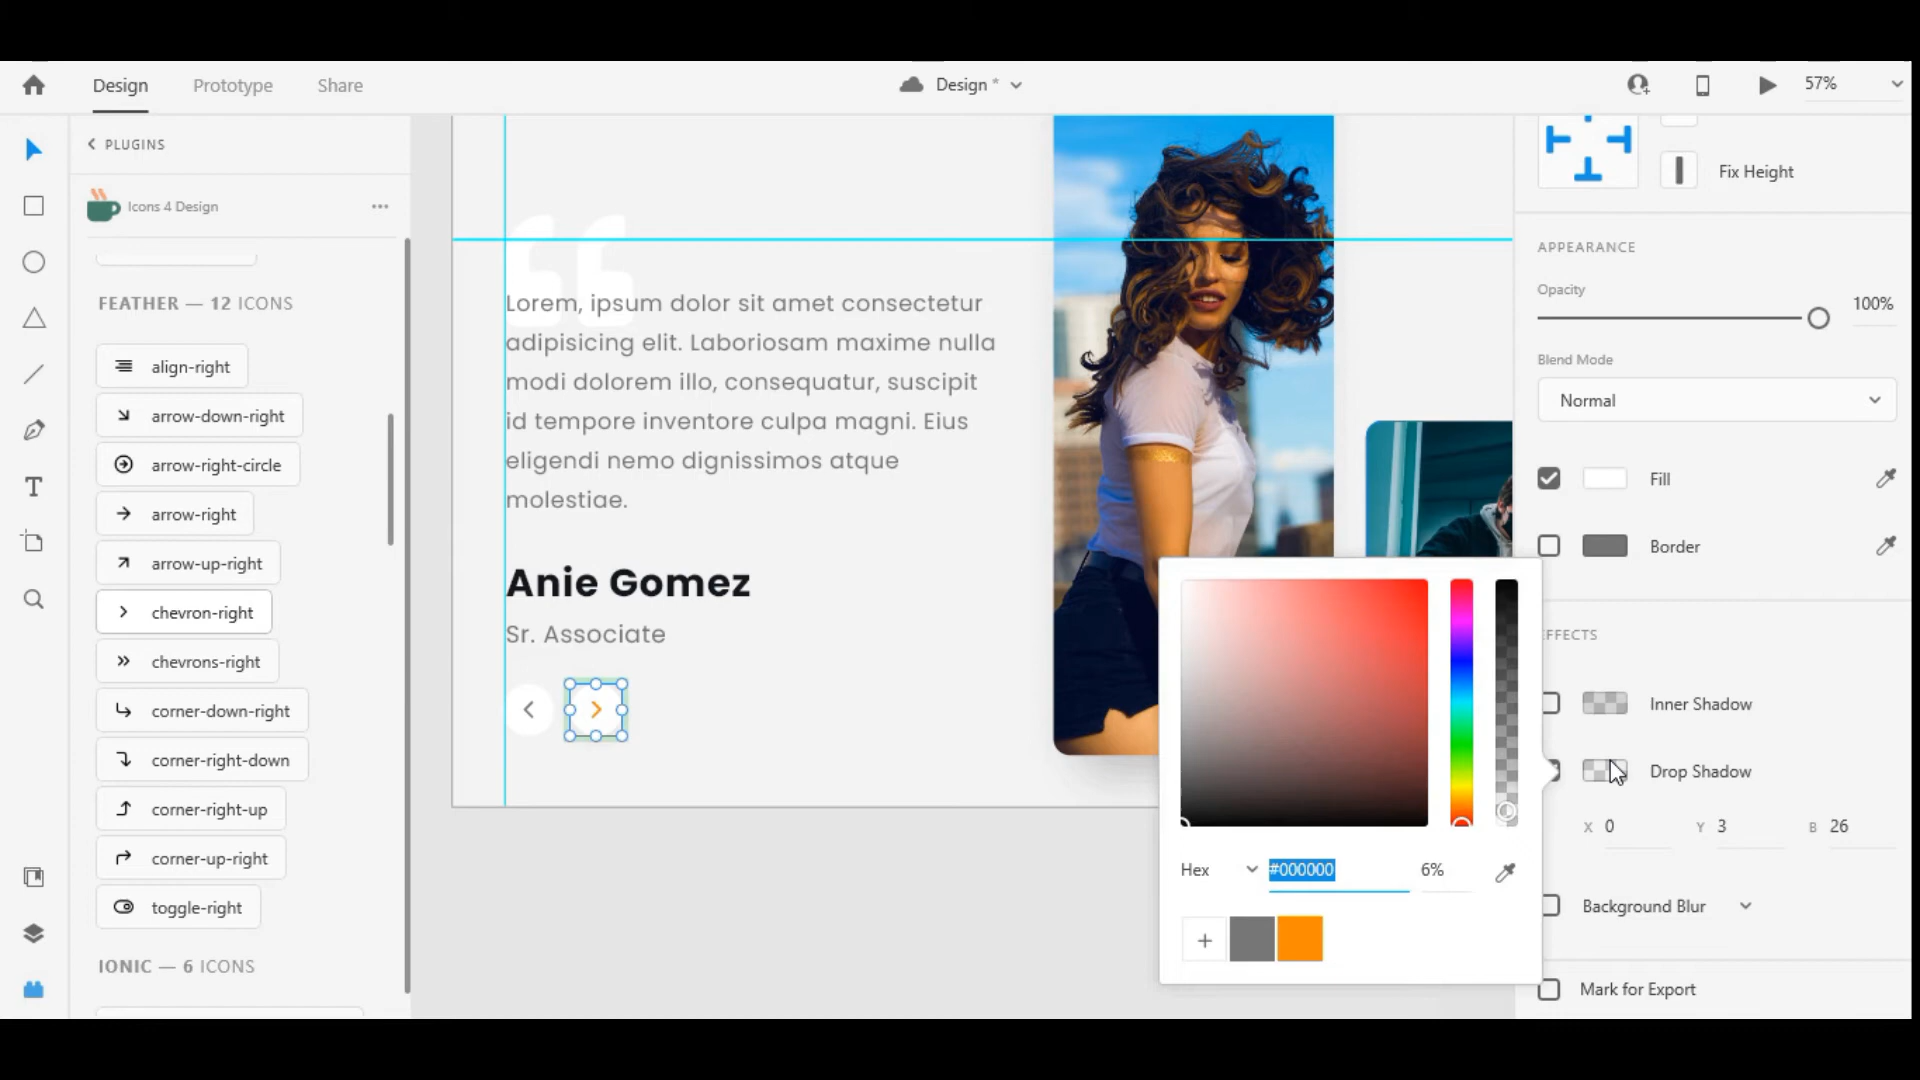 Design
Prototype
Share
Design *
57%
PLUGINS
Icons 4 Design
FEATHER — 12 ICONS
align-right
arrow-down-right
arrow-right-circle
arrow-right
arrow-up-right
chevron-right
chevrons-right
corner-down-right
corner-right-down
corner-right-up
corner-up-right
toggle-right
IONIC — 6 ICONS
Lorem, ipsum dolor sit amet consectetur
adipisicing elit. Laboriosam maxime nulla
modi dolorem illo, consequatur, suscipit
id tempore inventore culpa magni. Eius
eligendi nemo dignissimos atque
molestiae.
Anie Gomez
Sr. Associate
Hex
#000000
6%
Fix Height
APPEARANCE
Opacity
100%
Blend Mode
Normal
Fill
Border
FFECTS
Inner Shadow
Drop Shadow
X 0
Y 3
B 26
Background Blur
Mark for Export